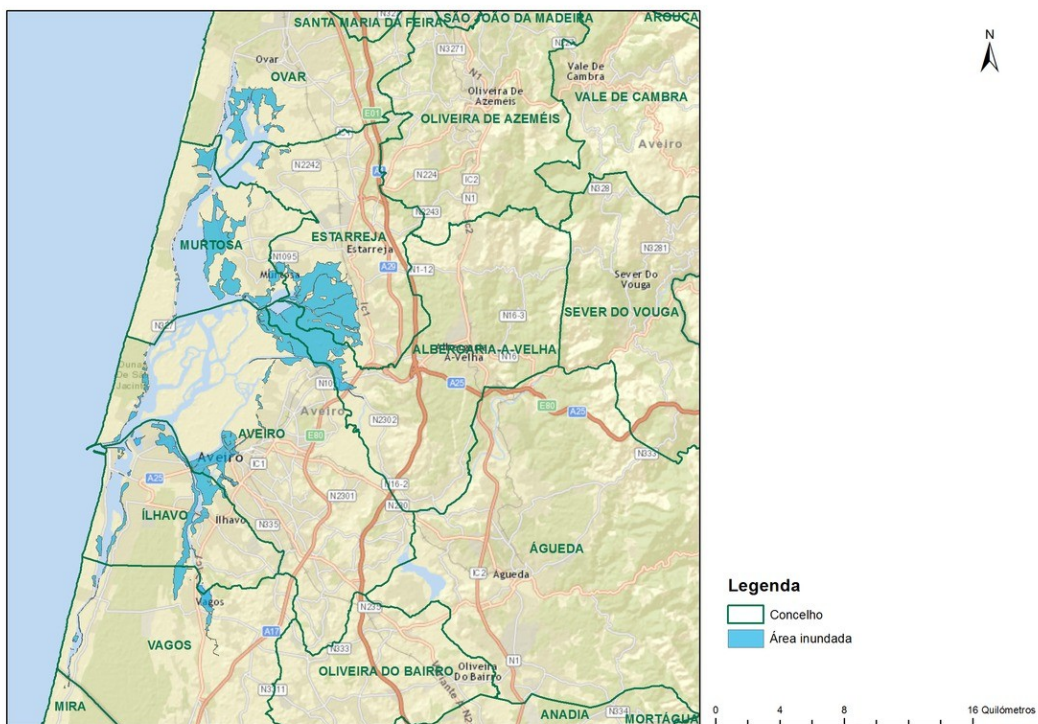 SANTA MARIA DA FEIRA
SÃO JOÃO DA MADEIRA
AROUCA
N3271
N1
Ovar
OVAR
Vale De
Cambra
VALE DE CAMBRA
Oliveira De
Azeméis
OLIVEIRA DE AZEMÉIS
E01
Aveiro
N2242
N224
IC2
N1
N328
N2243
N3281
MURTOSA
ESTARREJA
Estarreja
N1095
Murtosa
A29
N1-12
Sever Do
Vouga
SEVER DO VOUGA
N16-3
N327
ALBERGARIA-A-VELHA
A-Velha
N16
A25
E80
A25
Aveiro
N2302
E80
N333
AVEIRO
Aveiro
IC1
A25
N16-2
N2301
N230
ÍLHAVO
Ílhavo
N335
ÁGUEDA
IC2
Águeda
Vagos
N235
A17
VAGOS
N333
N1
OLIVEIRA DO BAIRRO
Oliveira
Do Bairro
MIRA
ANADIA
N334
MORTÁGUA
N
Legenda
Concelho
Área inundada
0 4 8 16 Quilómetros